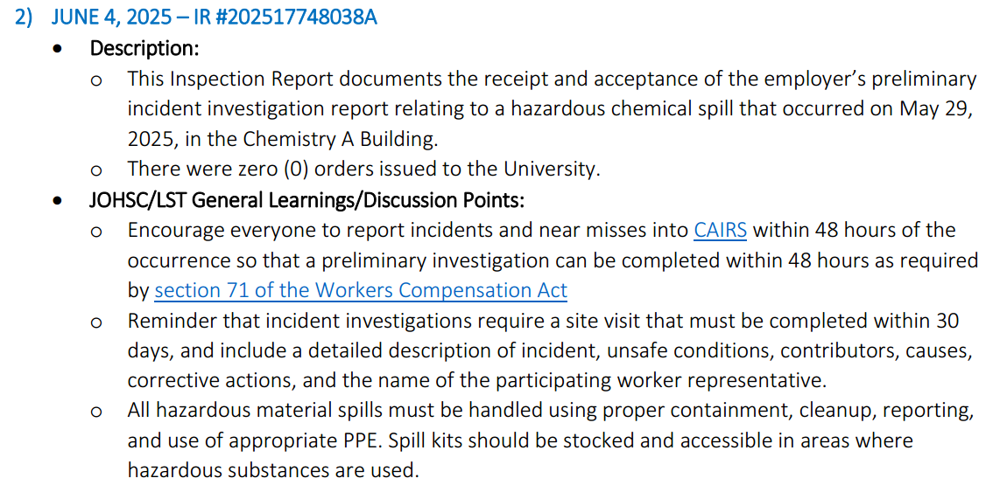 2) JUNE 4, 2025 – IR #202517748038A
• Description:
o This Inspection Report documents the receipt and acceptance of the employer’s preliminary
incident investigation report relating to a hazardous chemical spill that occurred on May 29,
2025, in the Chemistry A Building.
o There were zero (0) orders issued to the University.
• JOHSC/LST General Learnings/Discussion Points:
o Encourage everyone to report incidents and near misses into CAIRS within 48 hours of the
occurrence so that a preliminary investigation can be completed within 48 hours as required
by section 71 of the Workers Compensation Act
o Reminder that incident investigations require a site visit that must be completed within 30
days, and include a detailed description of incident, unsafe conditions, contributors, causes,
corrective actions, and the name of the participating worker representative.
o All hazardous material spills must be handled using proper containment, cleanup, reporting,
and use of appropriate PPE. Spill kits should be stocked and accessible in areas where
hazardous substances are used.